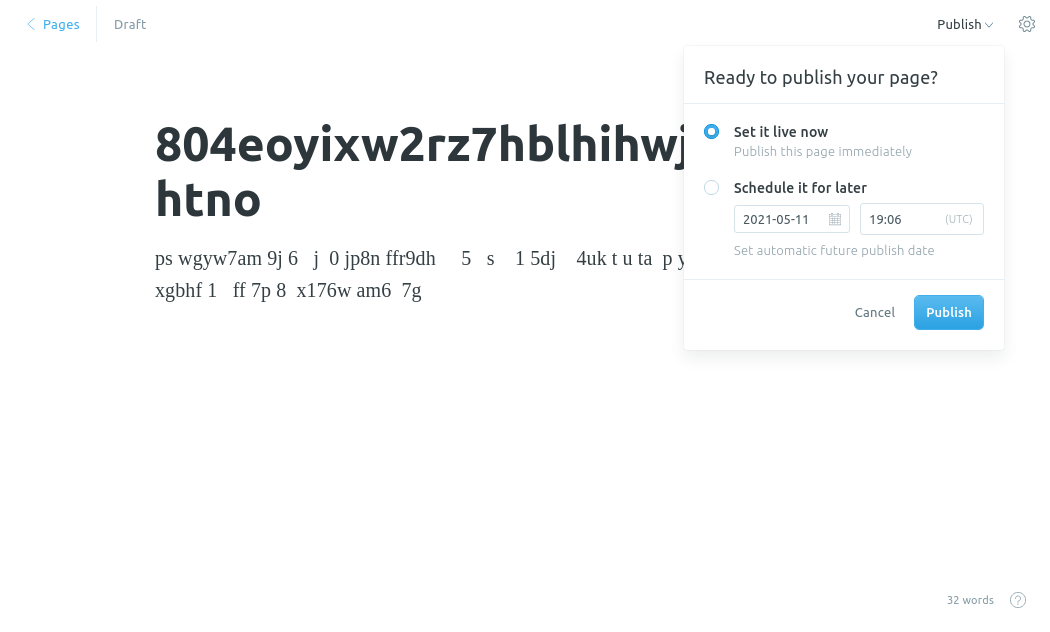 Pages
Draft
Publish
Ready to publish your page?
Set it live now
Publish this page immediately
Schedule it for later
2021-05-11
19:06
(UTC)
Set automatic future publish date
Cancel
Publish
804eoyixw2rz7hblhihwj
htno
ps wgyw7am 9j 6 j 0 jp8n ffr9dh 5 s 1 5dj 4uk t u ta p y
xgbhf 1 ff 7p 8 x176w am6 7g
32 words
?